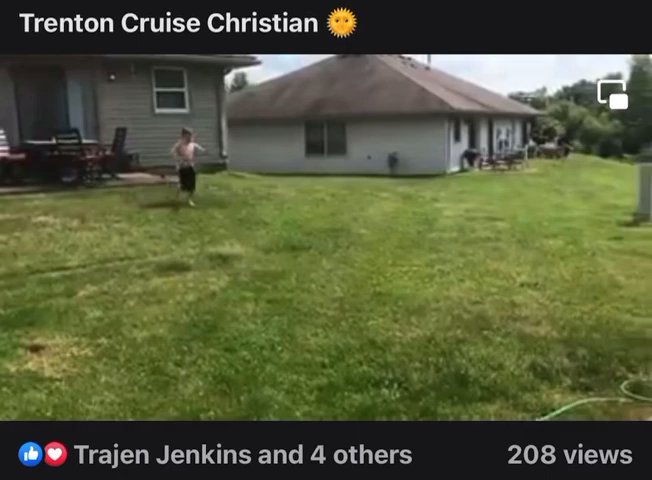 Trenton Cruise Christian 🌞
Trajen Jenkins and 4 others 208 views